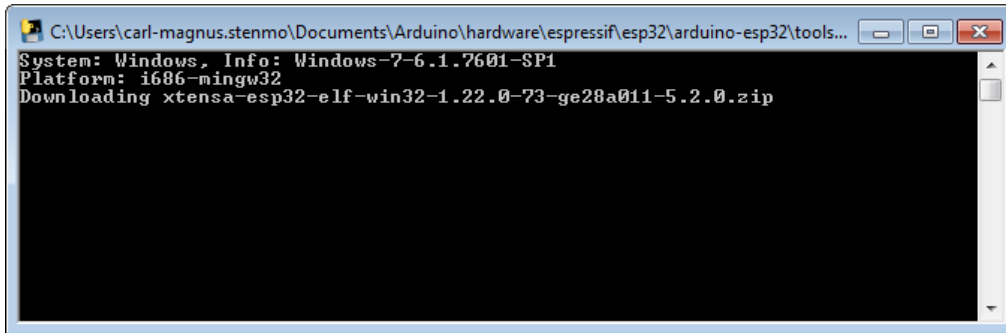 C:\Users\carl-magnus.stenmo\Documents\Arduino\hardware\espressif\esp32\arduino-esp32\tools...
System: Windows, Info: Windows-7-6.1.7601-SP1
Platform: i686-mingw32
Downloading xtensa-esp32-elf-win32-1.22.0-73-ge28a011-5.2.0.zip